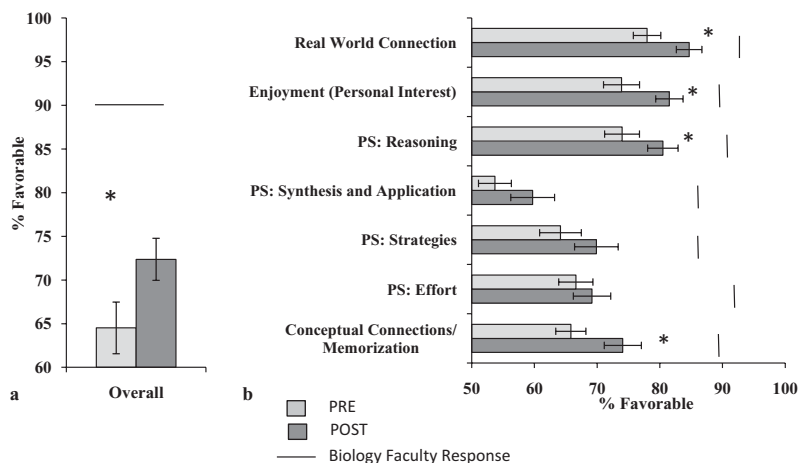 100
95
90
85
80
75
70
65
60
% Favorable
*
Overall
a
Real World Connection
Enjoyment (Personal Interest)
PS: Reasoning
PS: Synthesis and Application
PS: Strategies
PS: Effort
Conceptual Connections/
Memorization
*
*
*
*
50 60 70 80 90 100
% Favorable
b
PRE
POST
Biology Faculty Response